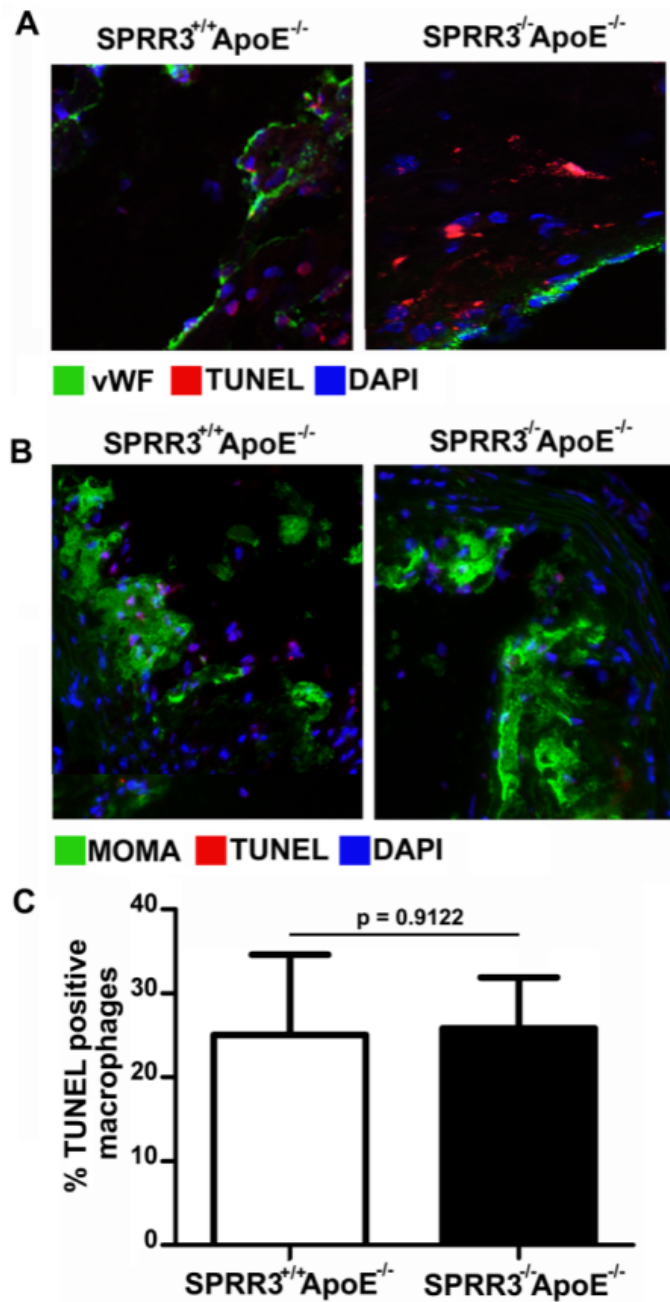 A
SPRR3+/+ApoE-/- SPRR3-/-ApoE-/-
vWF TUNEL DAPI
B
SPRR3+/+ApoE-/- SPRR3-/-ApoE-/-
MOMA TUNEL DAPI
C
% TUNEL positive
macrophages
40
30
20
10
0
p = 0.9122
SPRR3+/+ApoE-/- SPRR3-/-ApoE-/-